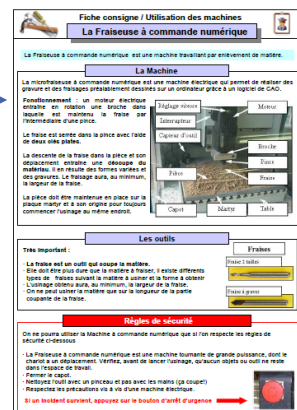 Fiche consigne / Utilisation des machines
La Fraiseuse à commande numérique
La Fraiseuse à commande numérique est une machine travaillant par enlèvement de matière.
La Machine
La microfraiseuse à commande numérique est une machine électrique qui permet de réaliser des
gravure et des fraisages préalablement dessinés sur un ordinateur grâce à un logiciel de CAO.
Fonctionnement : un moteur électrique
entraîne en rotation une broche dans
laquelle est maintenu la fraise par
l'intermédiaire d'une pince.
La fraise est serrée dans la pièce avec l'aide
de deux clés plates.
La descente de la fraise dans la pièce et son
déplacement entraîne une découpe du
matériau. Il en résulte des formes variées et
des gravures. Le fraisage aura, au minimum,
la largeur de la fraise.
La pièce doit être maintenue en place sur la
plaque martyr et à son origine pour toujours
commencer l'usinage au même endroit.
Réglage vitesse
Moteur
Interrupteur
Capteur d'outil
Broche
Pince
Pièce
Fraise
Capot
Martyr
Table
Les outils
Très important :
- La fraise est un outil qui coupe la matière.
- Elle doit être plus dure que la matière à fraiser, il existe différents
types de fraises suivant la matière à usiner et la forme à obtenir
- L'usinage obtenu aura, au minimum, la largeur de la fraise.
- On ne peut usiner la matière que sur la longueur de la partie
coupante de la fraise.
Fraises
Fraise 2 tailles
Fraise à graver
Règles de sécurité
On ne pourra utiliser la Machine à commande numérique que si l'on respecte les règles de
sécurité ci-dessous
- La Fraiseuse à commande numérique est une machine tournante de grande puissance, dont le
chariot a un déplacement. Vérifiez, avant de lancer l'usinage, qu'aucun objets ou outil ne reste
dans l'espace de travail.
- Fermer le capot.
- Nettoyez l'outil avec un pinceau et pas avec les mains (ça coupe!)
- Respectez les précautions vis à vis d'une machine électrique.
Si un incident survient, appuyez sur le bouton d'arrêt d'urgence